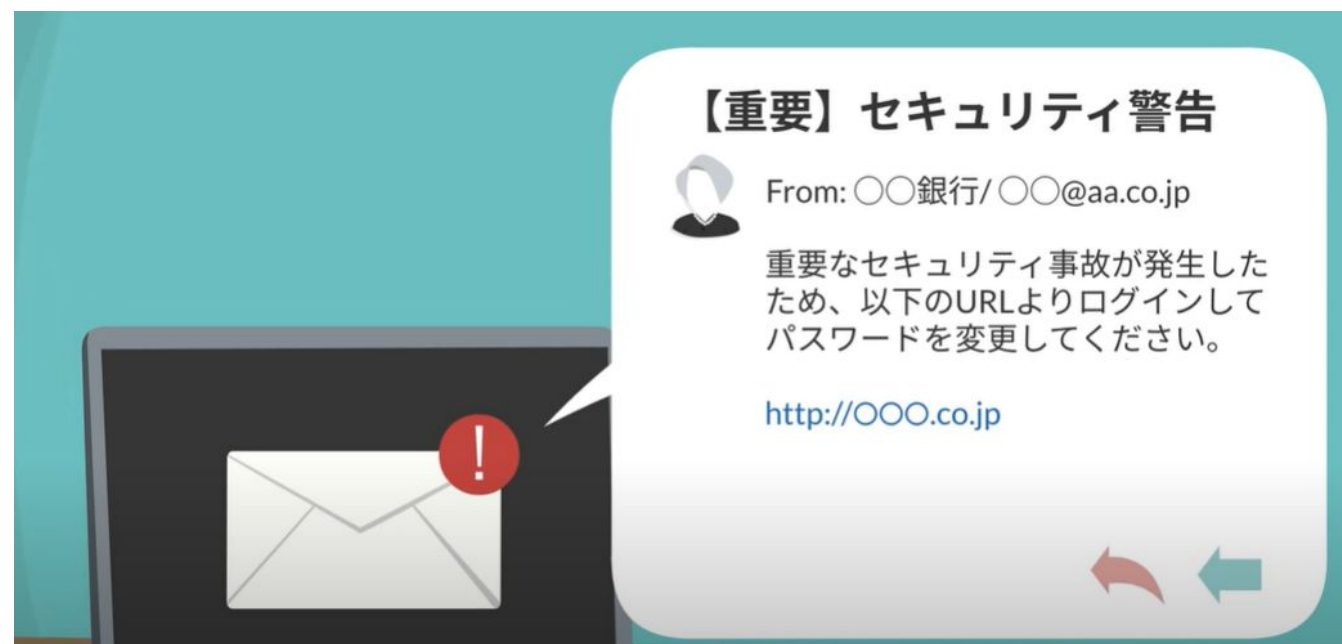 【重要】セキュリティ警告
From: ○○銀行/ ○○@aa.co.jp
重要なセキュリティ事故が発生した
ため、以下のURLよりログインして
パスワードを変更してください。
http://○○○.co.jp
!